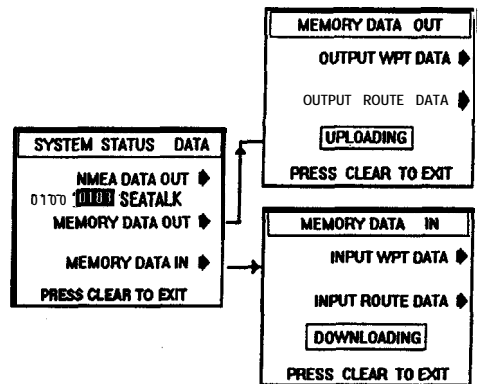 SYSTEM STATUS DATA
NMEA DATA OUT
0100 0183 SEATALK
MEMORY DATA OUT
MEMORY DATA IN
PRESS CLEAR TO EXIT
MEMORY DATA OUT
OUTPUT WPT DATA
OUTPUT ROUTE DATA
UPLOADING
PRESS CLEAR TO EXIT
MEMORY DATA IN
INPUT WPT DATA
INPUT ROUTE DATA
DOWNLOADING
PRESS CLEAR TO EXIT